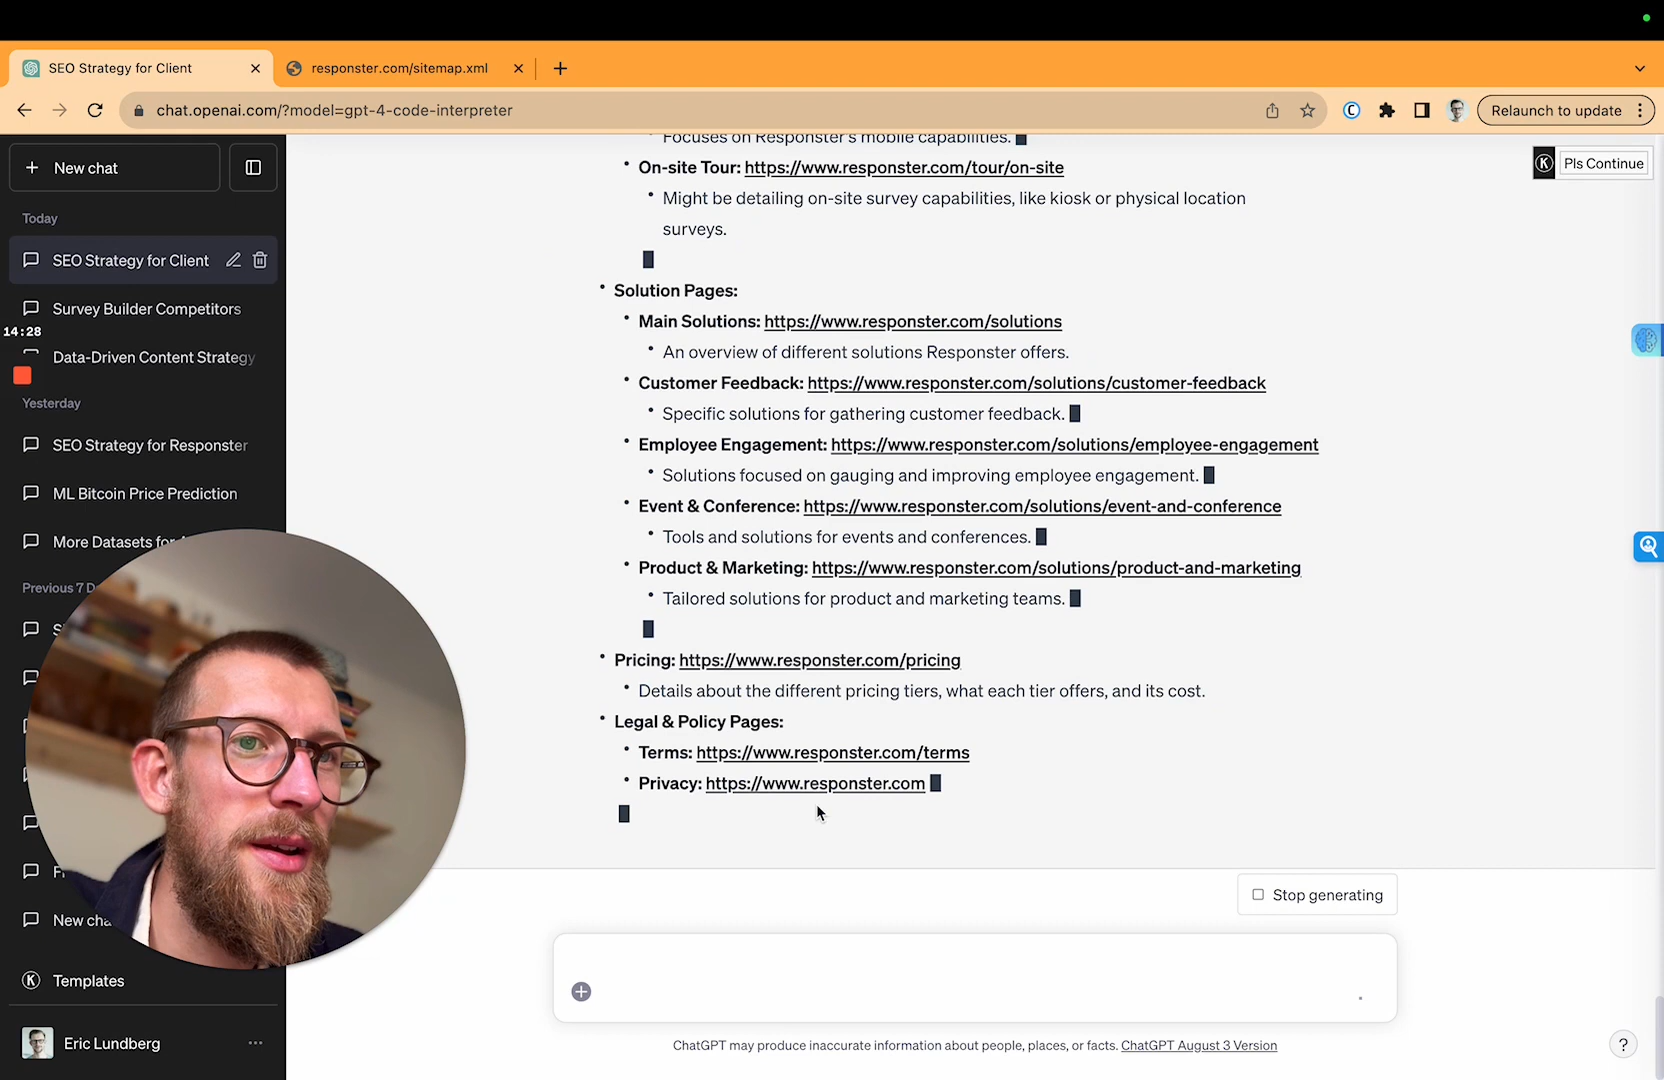 SEO Strategy for Client
responster.com/sitemap.xml
chat.openai.com/?model=gpt-4-code-interpreter
Relaunch to update
New chat
Today
SEO Strategy for Client
Survey Builder Competitors
14:28
Data-Driven Content Strategy
Yesterday
SEO Strategy for Responster
ML Bitcoin Price Prediction
More Datasets for
Previous 7 D
New cha
Templates
Eric Lundberg
Focuses on Responster's mobile capabilities.
Pls Continue
On-site Tour: https://www.responster.com/tour/on-site
Might be detailing on-site survey capabilities, like kiosk or physical location
surveys.
Solution Pages:
Main Solutions: https://www.responster.com/solutions
An overview of different solutions Responster offers.
Customer Feedback: https://www.responster.com/solutions/customer-feedback
Specific solutions for gathering customer feedback.
Employee Engagement: https://www.responster.com/solutions/employee-engagement
Solutions focused on gauging and improving employee engagement.
Event & Conference: https://www.responster.com/solutions/event-and-conference
Tools and solutions for events and conferences.
Product & Marketing: https://www.responster.com/solutions/product-and-marketing
Tailored solutions for product and marketing teams.
Pricing: https://www.responster.com/pricing
Details about the different pricing tiers, what each tier offers, and its cost.
Legal & Policy Pages:
Terms: https://www.responster.com/terms
Privacy: https://www.responster.com
Stop generating
ChatGPT may produce inaccurate information about people, places, or facts. ChatGPT August 3 Version
?